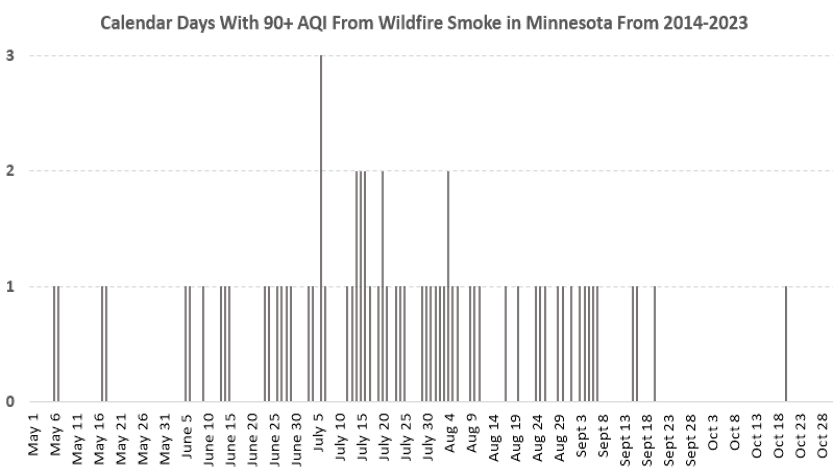 Calendar Days With 90+ AQI From Wildfire Smoke in Minnesota From 2014-2023
3
2
1
0
May 1
May 6
May 11
May 16
May 21
May 26
May 31
June 5
June 10
June 15
June 20
June 25
June 30
July 5
July 10
July 15
July 20
July 25
July 30
Aug 4
Aug 9
Aug 14
Aug 19
Aug 24
Aug 29
Sept 3
Sept 8
Sept 13
Sept 18
Sept 23
Sept 28
Oct 3
Oct 8
Oct 13
Oct 18
Oct 23
Oct 28